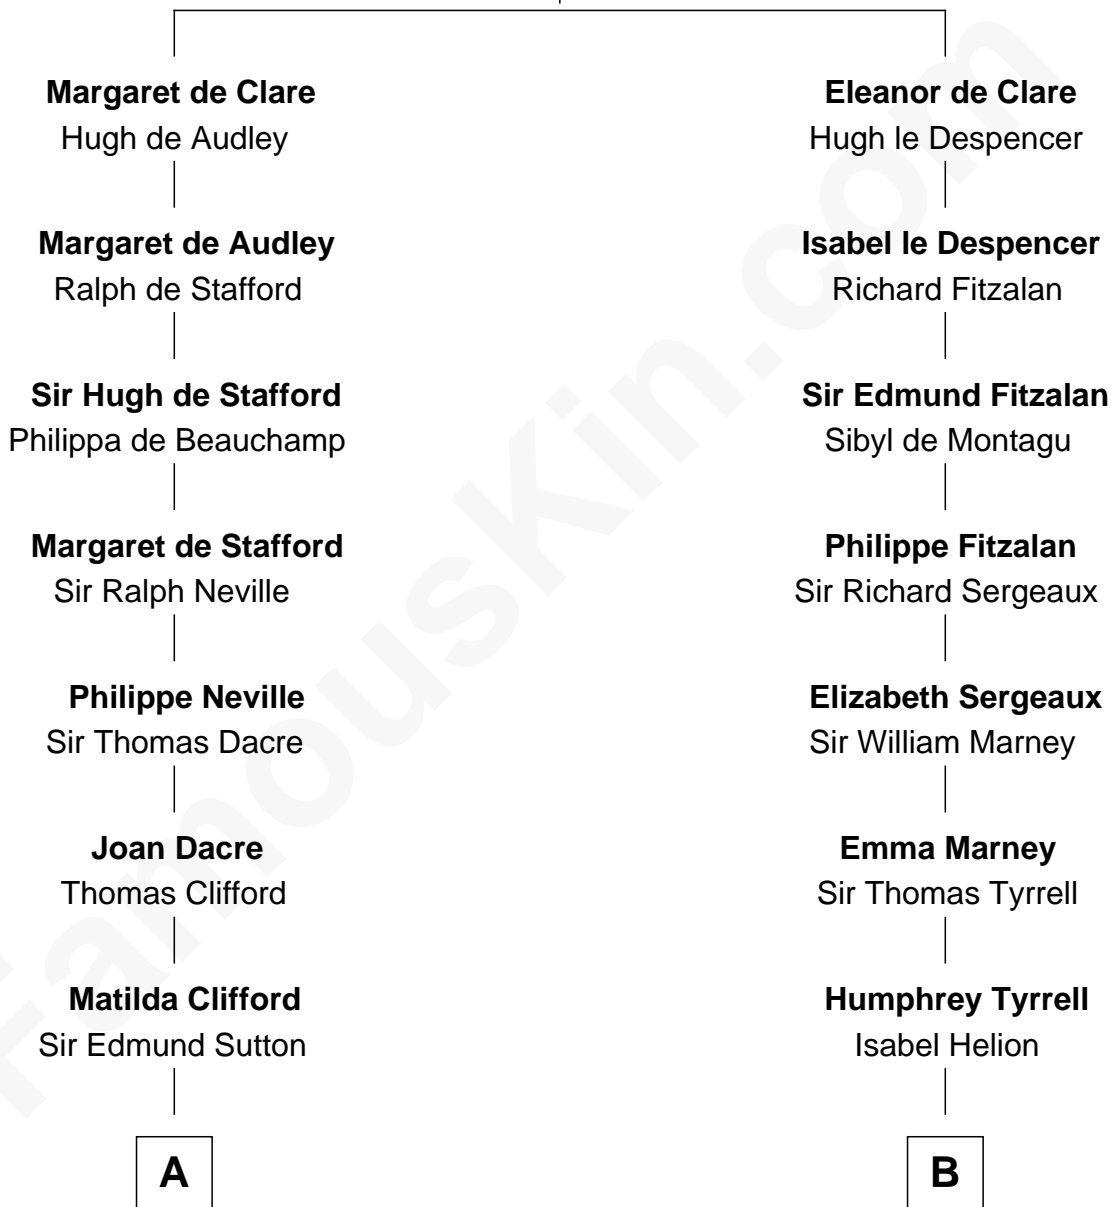 Margaret de Clare
Hugh de Audley
Eleanor de Clare
Hugh le Despencer
Margaret de Audley
Ralph de Stafford
Isabel le Despencer
Richard Fitzalan
Sir Hugh de Stafford
Philippa de Beauchamp
Sir Edmund Fitzalan
Sibyl de Montagu
Margaret de Stafford
Sir Ralph Neville
Philippe Fitzalan
Sir Richard Sergeaux
Philippe Neville
Sir Thomas Dacre
Elizabeth Sergeaux
Sir William Marney
Joan Dacre
Thomas Clifford
Emma Marney
Sir Thomas Tyrrell
Matilda Clifford
Sir Edmund Sutton
Humphrey Tyrrell
Isabel Helion
A
B
FamousKin.com